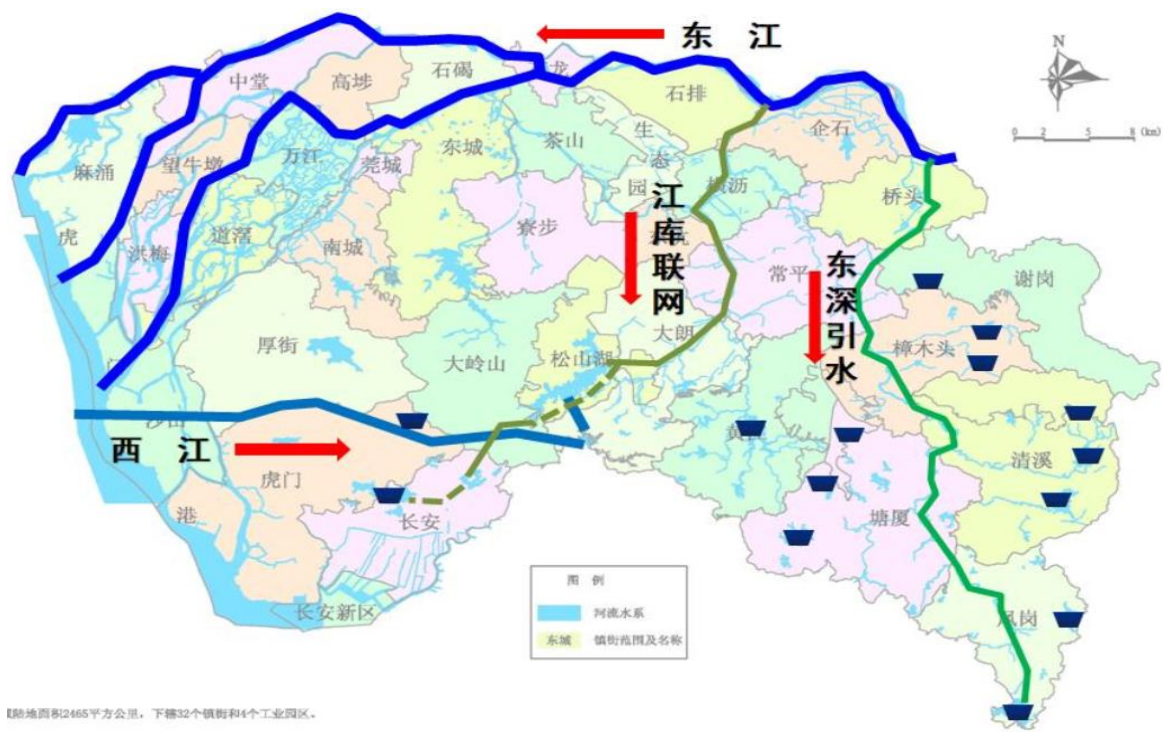 东 江
N
0 2 4 8 (km)
中堂
高埗
石碣
龙
石排
企石
桥头
麻涌
望牛墩
万江
莞城
东城
茶山
生
态
园
横沥
虎
洪梅
道滘
南城
寮步
常平
谢岗
江库联网
东深引水
厚街
大岭山
松山湖
大朗
樟木头
门
西 江
虎门
港
长安
长安新区
清溪
塘厦
凤岗
图 例
河流水系
东城
镇街范围及名称
陆地面积2465平方公里，下辖32个镇街和4个工业园区。